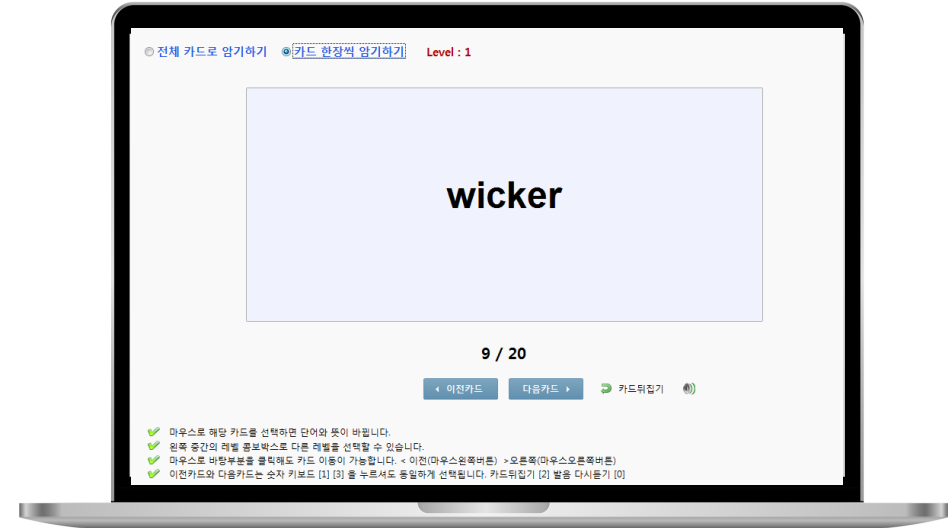 전체 카드로 암기하기 카드 한장씩 암기하기 Level : 1
wicker
9 / 20
이전카드 다음카드 카드뒤집기
마우스로 해당 카드를 선택하면 단어와 뜻이 바뀝니다.
왼쪽 중간의 레벨 콤보박스로 다른 레벨을 선택할 수 있습니다.
마우스로 바탕부분을 클릭해도 카드 이동이 가능합니다. < 이전(마우스왼쪽버튼) >오른쪽(마우스오른쪽버튼)
이전카드와 다음카드는 숫자 키보드 [1] [3] 을 누르셔도 동일하게 선택됩니다. 카드뒤집기 [2] 발음 다시듣기 [0]